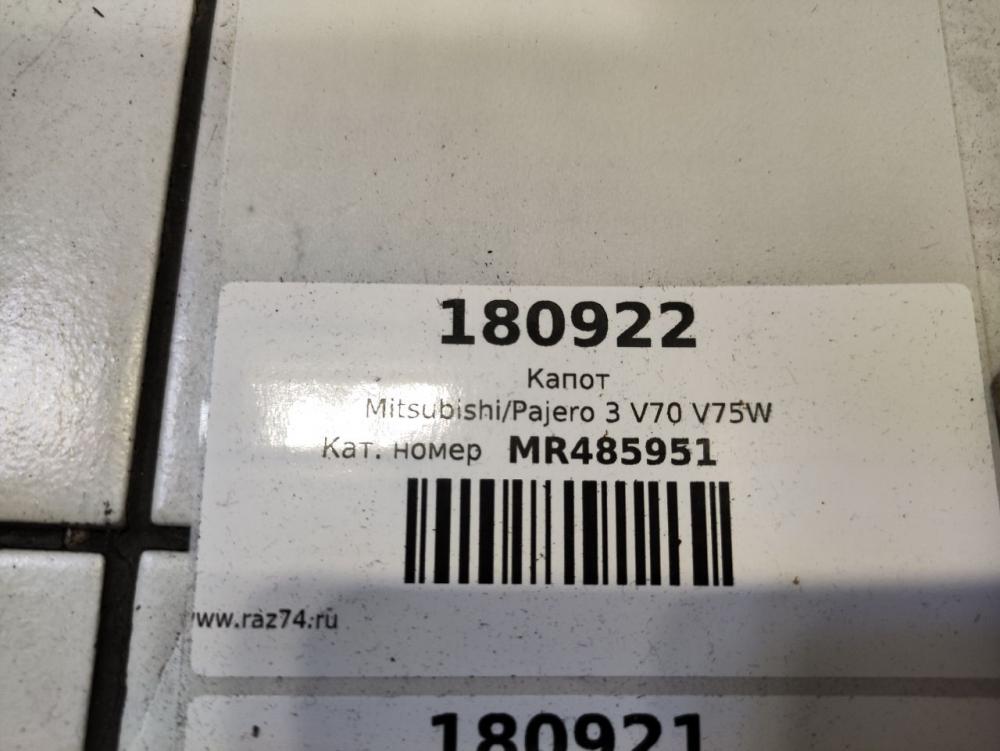 180922
Капот
Mitsubishi/Pajero 3 V70 V75W
Кат. номер MR485951
www.raz74.ru
180921